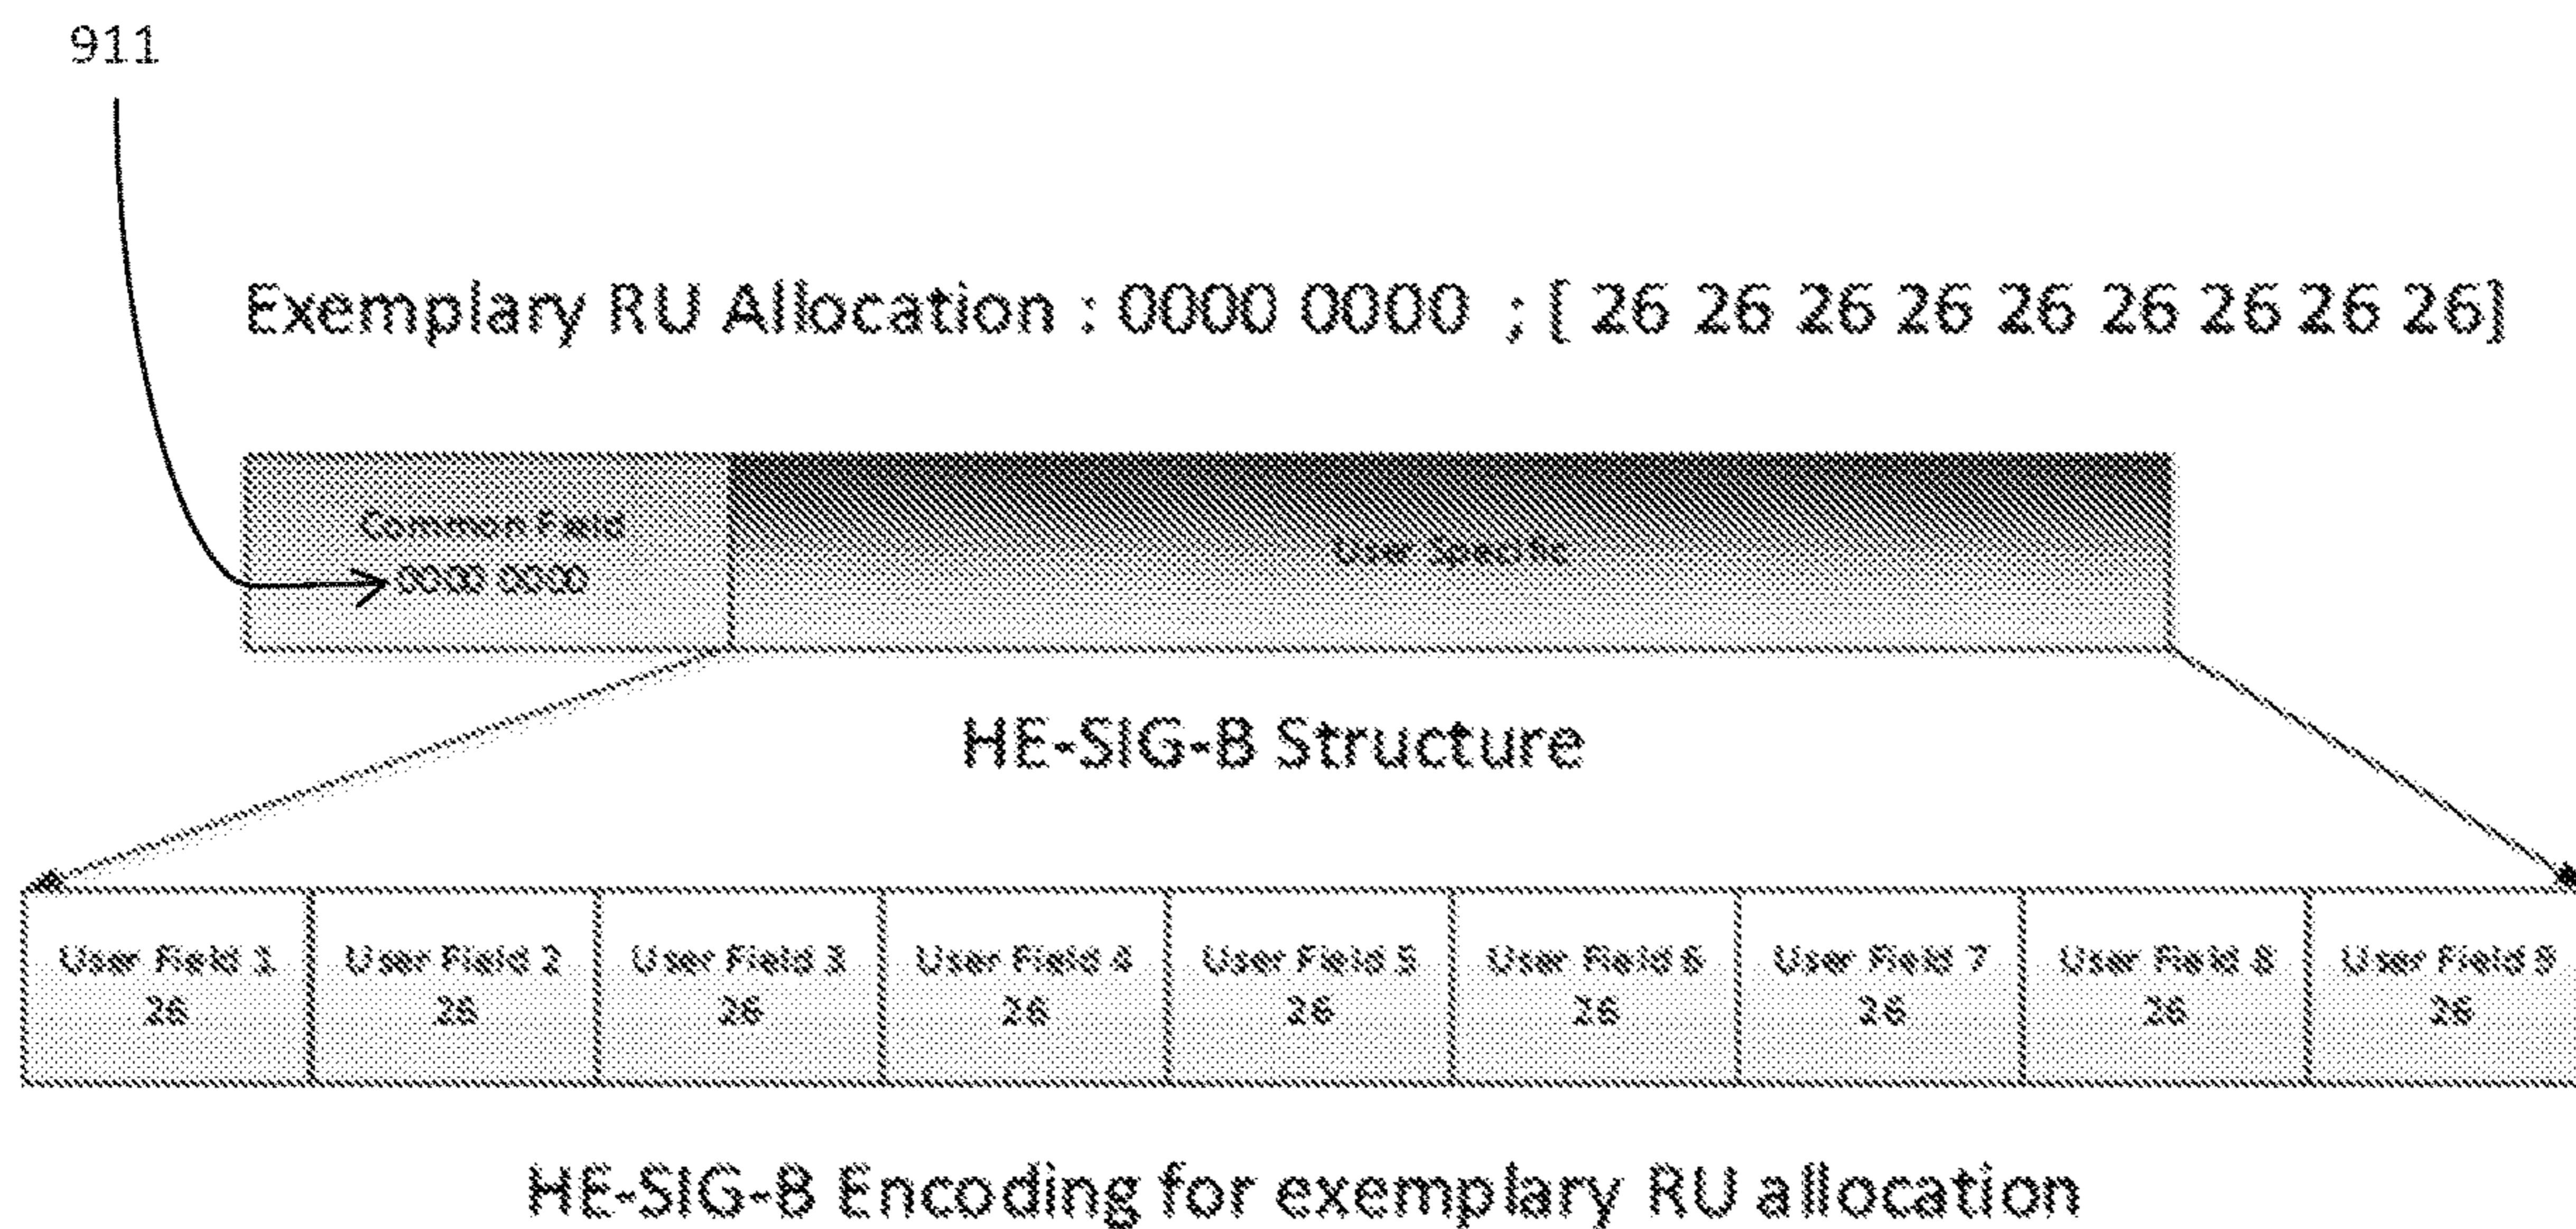 911
Exemplary RU Allocation : 0000 0000 ; [ 26 26 26 26 26 26 26 26 26]
Common Field
0000 0000
User Specific
HE-SIG-B Structure
User Field 1
26
User Field 2
26
User Field 3
26
User Field 4
26
User Field 5
26
User Field 6
26
User Field 7
26
User Field 8
26
User Field 9
26
HE-SIG-B Encoding for exemplary RU allocation